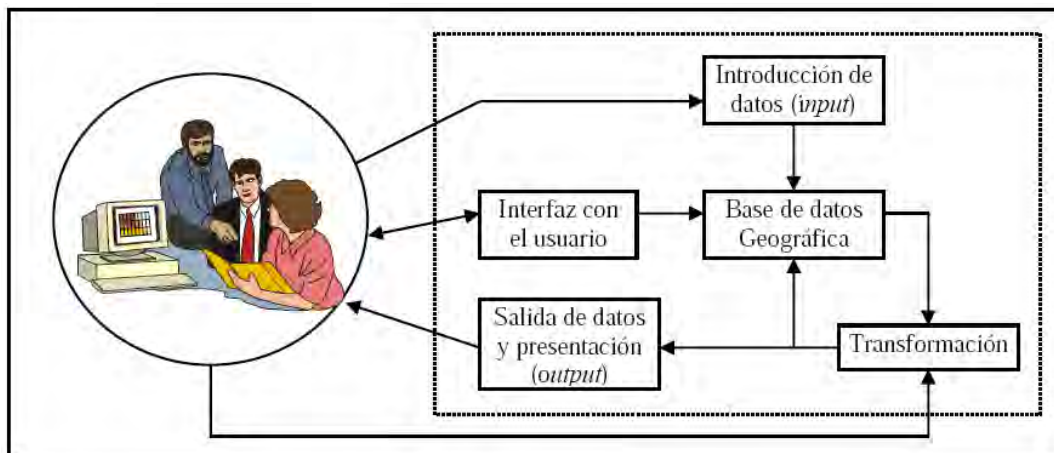 Introducción de
datos (input)
Interfaz con
el usuario
Base de datos
Geográfica
Salida de datos
y presentación
(output)
Transformación